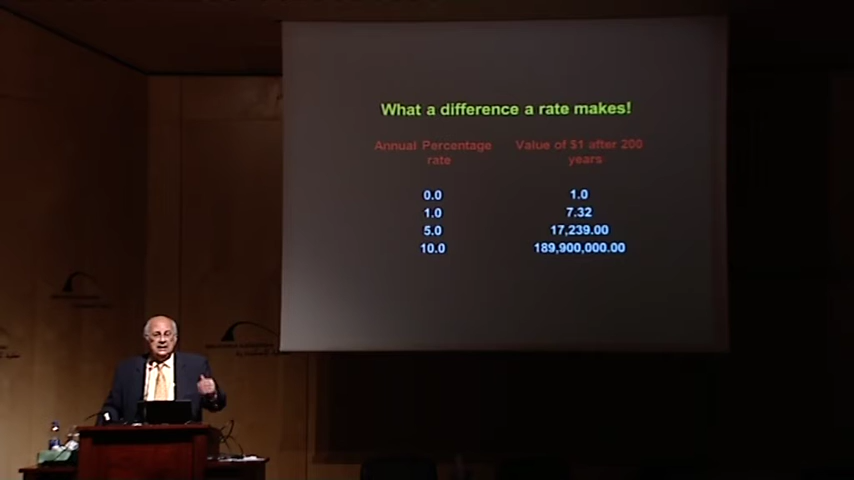 What a difference a rate makes!
Annual Percentage rate
Value of $1 after 200 years
0.0 1.0
1.0 7.32
5.0 17,239.00
10.0 189,900,000.00